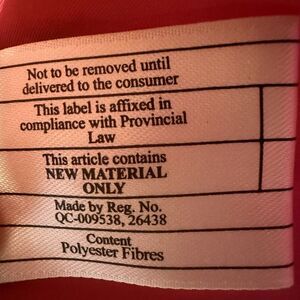 Not to be removed until
delivered to the consumer
This label is affixed in
compliance with Provincial
Law
This article contains
NEW MATERIAL
ONLY
Made by Reg. No.
QC-009538, 26438
Content
Polyester Fibres